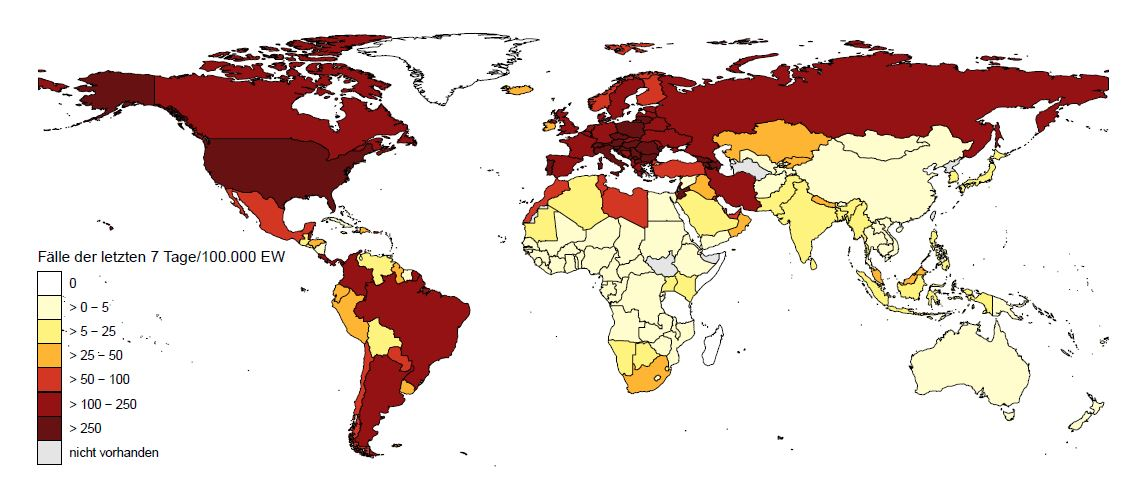 Fälle der letzten 7 Tage/100.000 EW
0
> 0 – 5
> 5 – 25
> 25 – 50
> 50 – 100
> 100 – 250
> 250
nicht vorhanden